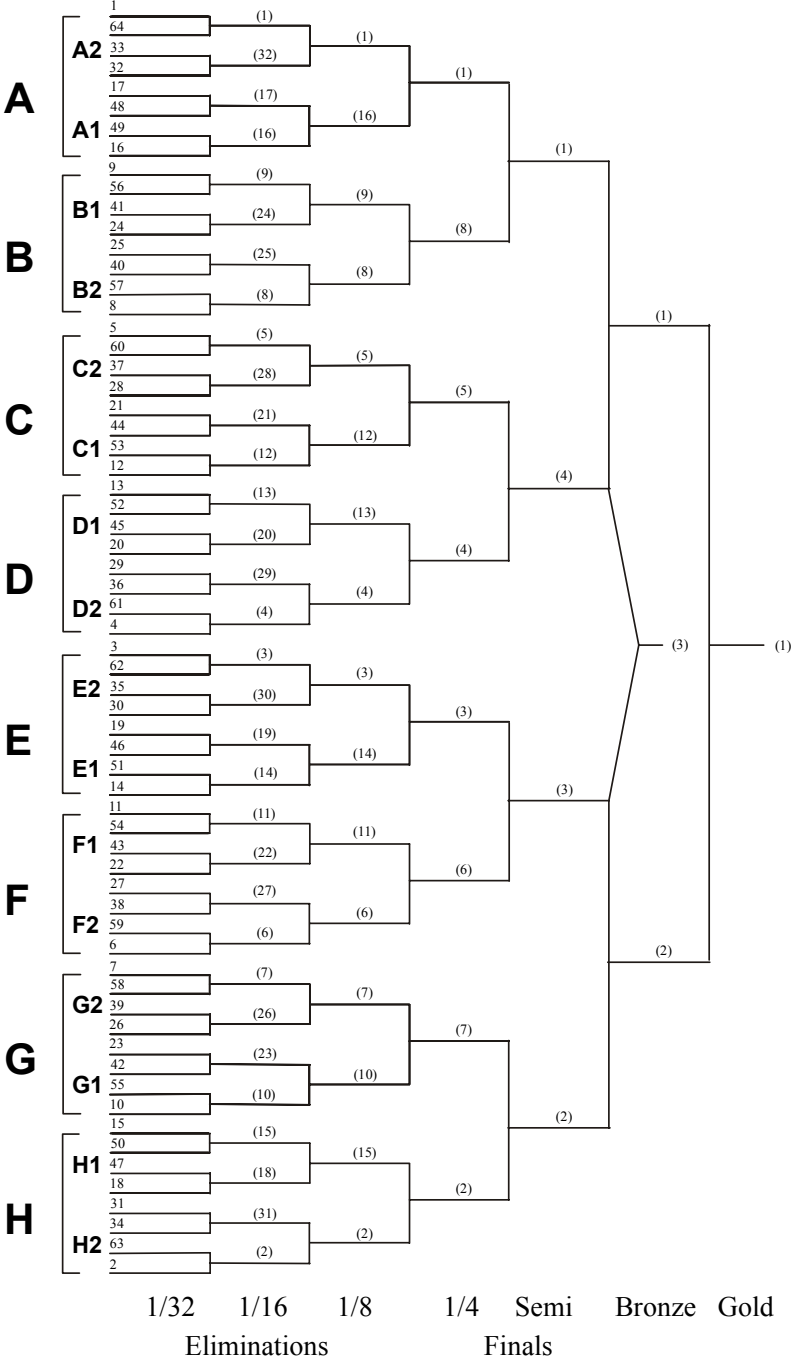 1 (1)
64 (1)
A2 33
32 (32) (1)
A 17 (17)
48 (16)
A1 49 (16)
16 (1)
9 (9)
56 (9)
B1 41 (24)
24 (8)
B 25 (25)
40 (8)
B2 57 (8)
8 (1)
5 (5)
60 (5)
C2 37 (28)
28 (5)
C 21 (21)
44 (12)
C1 53 (12)
12 (4)
13 (13)
52 (13)
D1 45 (20)
20 (4)
D 29 (29)
36 (4)
D2 61 (4)
4
3 (3) (3) (1)
62 (3)
E2 35 (30)
30 (3)
E 19 (19)
46 (14)
E1 51 (14)
14 (3)
11 (11)
54 (11)
F1 43 (22)
22 (6)
F 27 (27)
38 (6)
F2 59 (6)
6 (2)
7 (7)
58 (7)
G2 39 (26)
26 (7)
G 23 (23)
42 (10)
G1 55 (10)
10 (2)
15 (15)
50 (15)
H1 47 (18)
18 (2)
H 31 (31)
34 (2)
H2 63 (2)
2
1/32 1/16 1/8 1/4 Semi Bronze Gold
Eliminations Finals